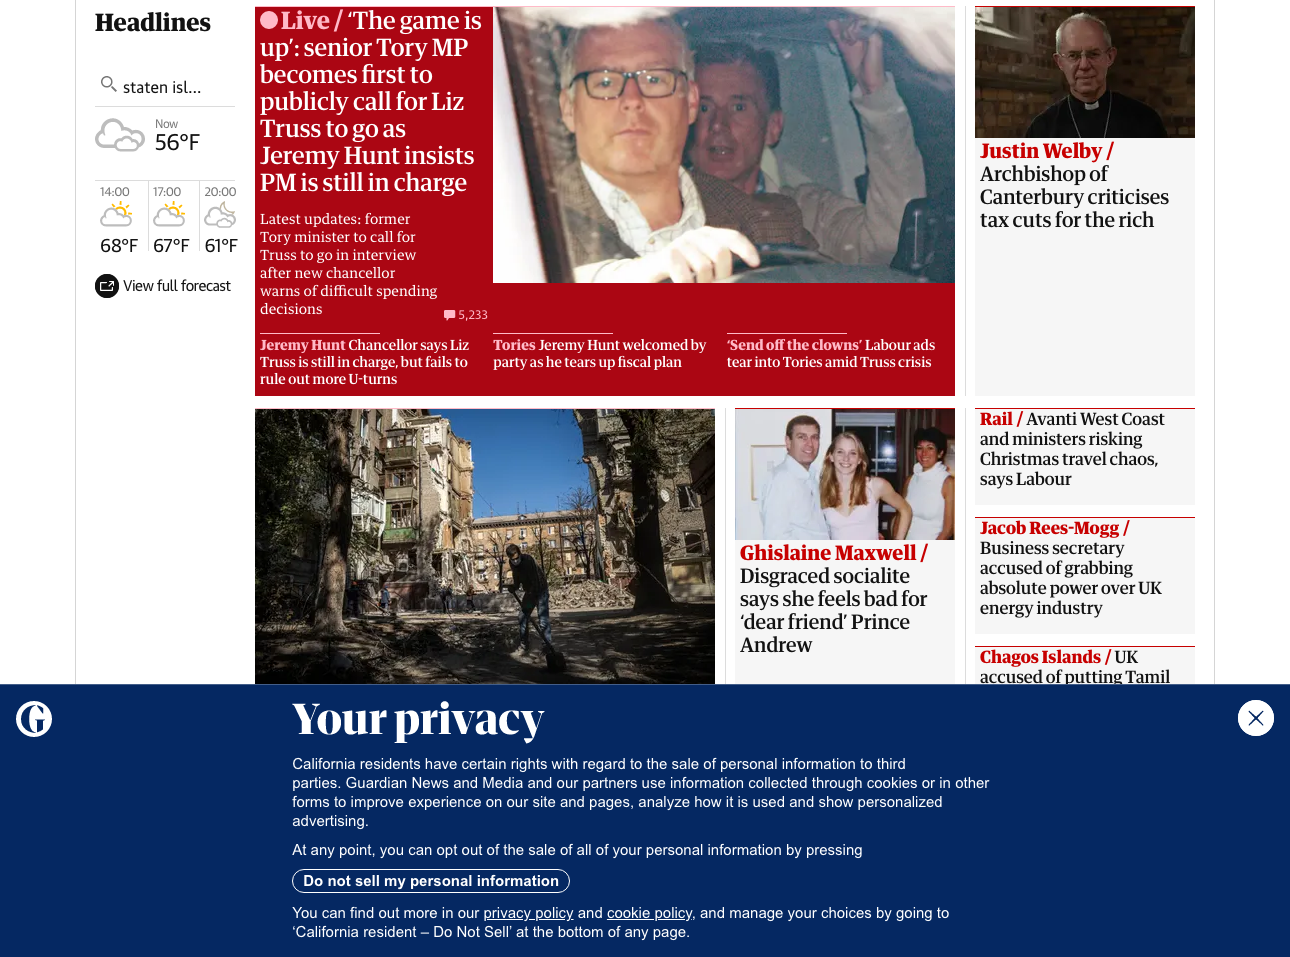 Headlines
staten isl...
Now
56°F
14:00
68°F
17:00
67°F
20:00
61°F
View full forecast
Live / ‘The game is
up’: senior Tory MP
becomes first to
publicly call for Liz
Truss to go as
Jeremy Hunt insists
PM is still in charge
Latest updates: former
Tory minister to call for
Truss to go in interview
after new chancellor
warns of difficult spending
decisions
5,233
Jeremy Hunt Chancellor says Liz
Truss is still in charge, but fails to
rule out more U-turns
Tories Jeremy Hunt welcomed by
party as he tears up fiscal plan
‘Send off the clowns’ Labour ads
tear into Tories amid Truss crisis
Justin Welby /
Archbishop of
Canterbury criticises
tax cuts for the rich
Ghislaine Maxwell /
Disgraced socialite
says she feels bad for
‘dear friend’ Prince
Andrew
Rail / Avanti West Coast
and ministers risking
Christmas travel chaos,
says Labour
Jacob Rees-Mogg /
Business secretary
accused of grabbing
absolute power over UK
energy industry
Chagos Islands / UK
accused of putting Tamil
Your privacy
California residents have certain rights with regard to the sale of personal information to third
parties. Guardian News and Media and our partners use information collected through cookies or in other
forms to improve experience on our site and pages, analyze how it is used and show personalized
advertising.
At any point, you can opt out of the sale of all of your personal information by pressing
Do not sell my personal information
You can find out more in our privacy policy and cookie policy, and manage your choices by going to
‘California resident – Do Not Sell’ at the bottom of any page.